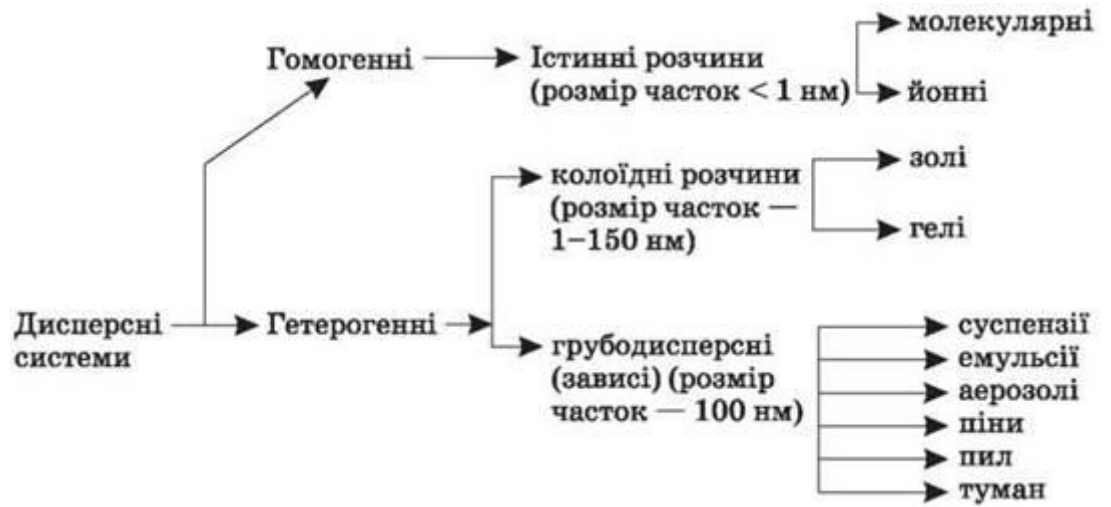 молекулярні
Гомогенні
Істинні розчини
(розмір часток < 1 нм)
йонні
золі
колоїдні розчини
(розмір часток —
1–150 нм)
гелі
Дисперсні
системи
Гетерогенні
грубодисперсні
(зависі) (розмір
часток — 100 нм)
суспензії
емульсії
аерозолі
піни
пил
туман